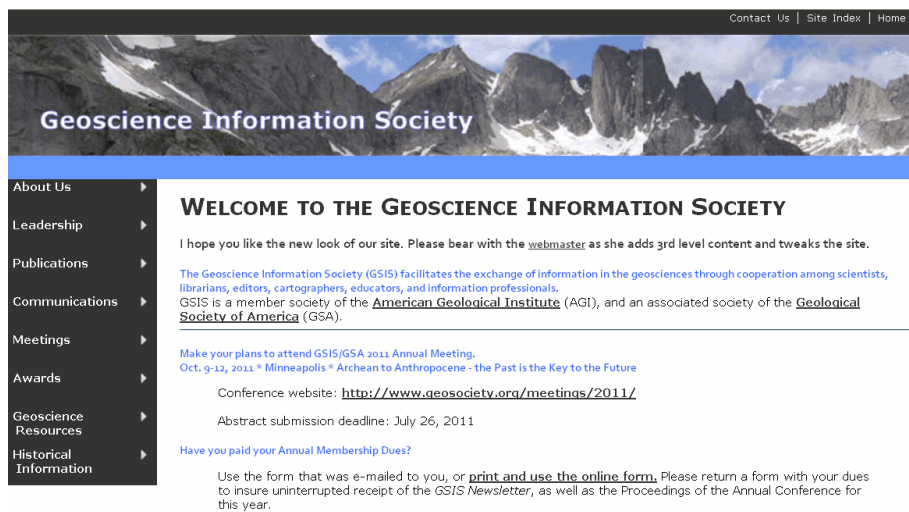 Contact Us | Site Index | Home
Geoscience Information Society
About Us
Leadership
Publications
Communications
Meetings
Awards
Geoscience
Resources
Historical
Information
WELCOME TO THE GEOSCIENCE INFORMATION SOCIETY
I hope you like the new look of our site. Please bear with the webmaster as she adds 3rd level content and tweaks the site.
The Geoscience Information Society (GSIS) facilitates the exchange of information in the geosciences through cooperation among scientists,
librarians, editors, cartographers, educators, and information professionals.
GSIS is a member society of the American Geological Institute (AGI), and an associated society of the Geological
Society of America (GSA).
Make your plans to attend GSIS/GSA 2011 Annual Meeting.
Oct. 9-12, 2011 * Minneapolis * Archean to Anthropocene - the Past is the Key to the Future
Conference website: http://www.geosociety.org/meetings/2011/
Abstract submission deadline: July 26, 2011
Have you paid your Annual Membership Dues?
Use the form that was e-mailed to you, or print and use the online form. Please return a form with your dues
to insure uninterrupted receipt of the GSIS Newsletter, as well as the Proceedings of the Annual Conference for
this year.